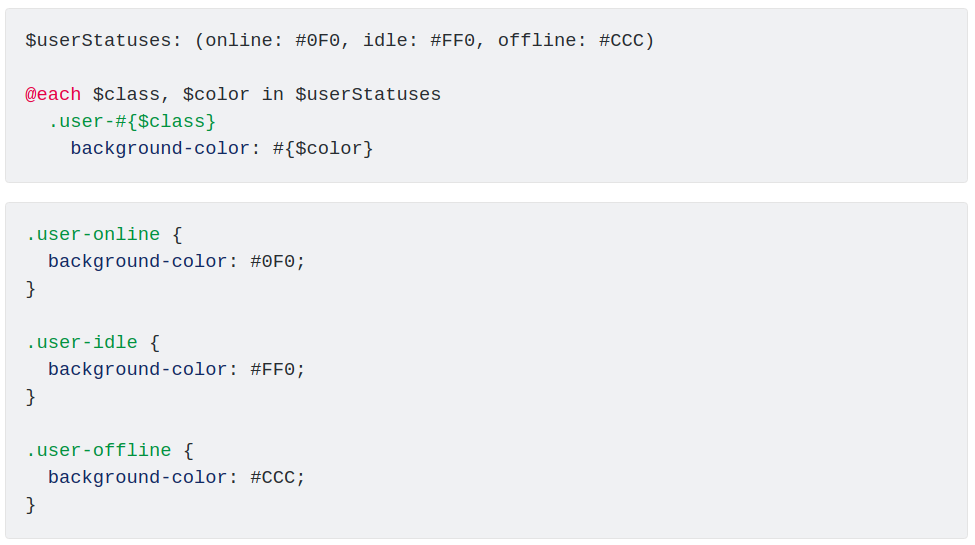 $userStatuses: (online: #0F0, idle: #FF0, offline: #CCC)
@each $class, $color in $userStatuses
  .user-#{$class}
    background-color: #{$color}
.user-online {
  background-color: #0F0;
}
.user-idle {
  background-color: #FF0;
}
.user-offline {
  background-color: #CCC;
}